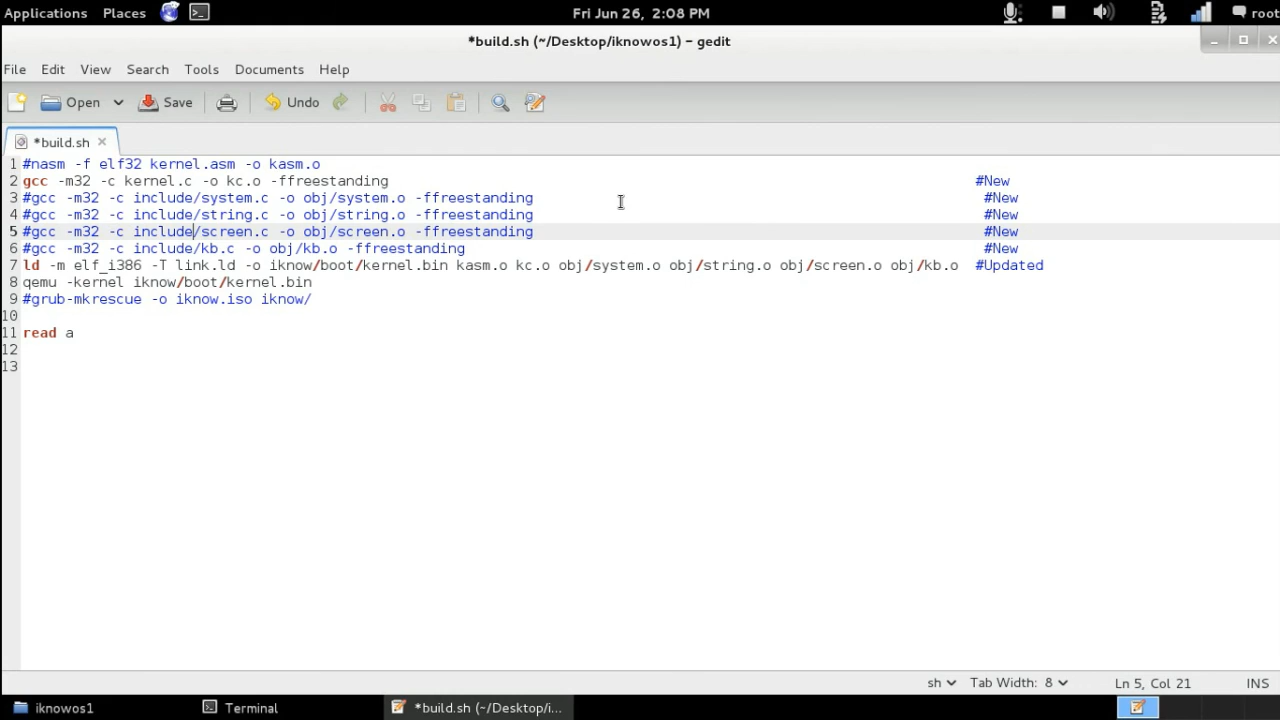 Applications Places Fri Jun 26, 2:08 PM root
*build.sh (~/Desktop/iknowos1) – gedit
File Edit View Search Tools Documents Help
Open Save Undo
*build.sh
1 #nasm -f elf32 kernel.asm -o kasm.o
2 gcc -m32 -c kernel.c -o kc.o -ffreestanding #New
3 #gcc -m32 -c include/system.c -o obj/system.o -ffreestanding #New
4 #gcc -m32 -c include/string.c -o obj/string.o -ffreestanding #New
5 #gcc -m32 -c include/screen.c -o obj/screen.o -ffreestanding #New
6 #gcc -m32 -c include/kb.c -o obj/kb.o -ffreestanding #New
7 ld -m elf_i386 -T link.ld -o iknow/boot/kernel.bin kasm.o kc.o obj/system.o obj/string.o obj/screen.o obj/kb.o #Updated
8 qemu -kernel iknow/boot/kernel.bin
9 #grub-mkrescue -o iknow.iso iknow/
10
11 read a
12
13
sh Tab Width: 8 Ln 5, Col 21 INS
iknowos1 Terminal *build.sh (~/Desktop/i...